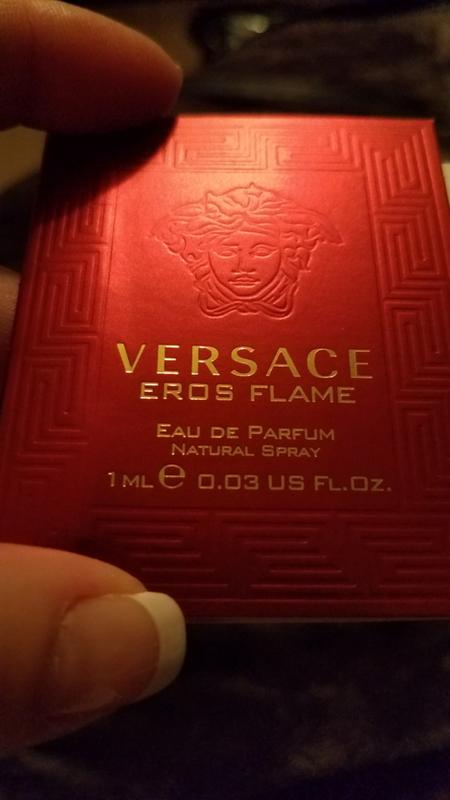 VERSACE
EROS FLAME
EAU DE PARFUM
NATURAL SPRAY
1 ML ℮ 0.03 US FL.OZ.